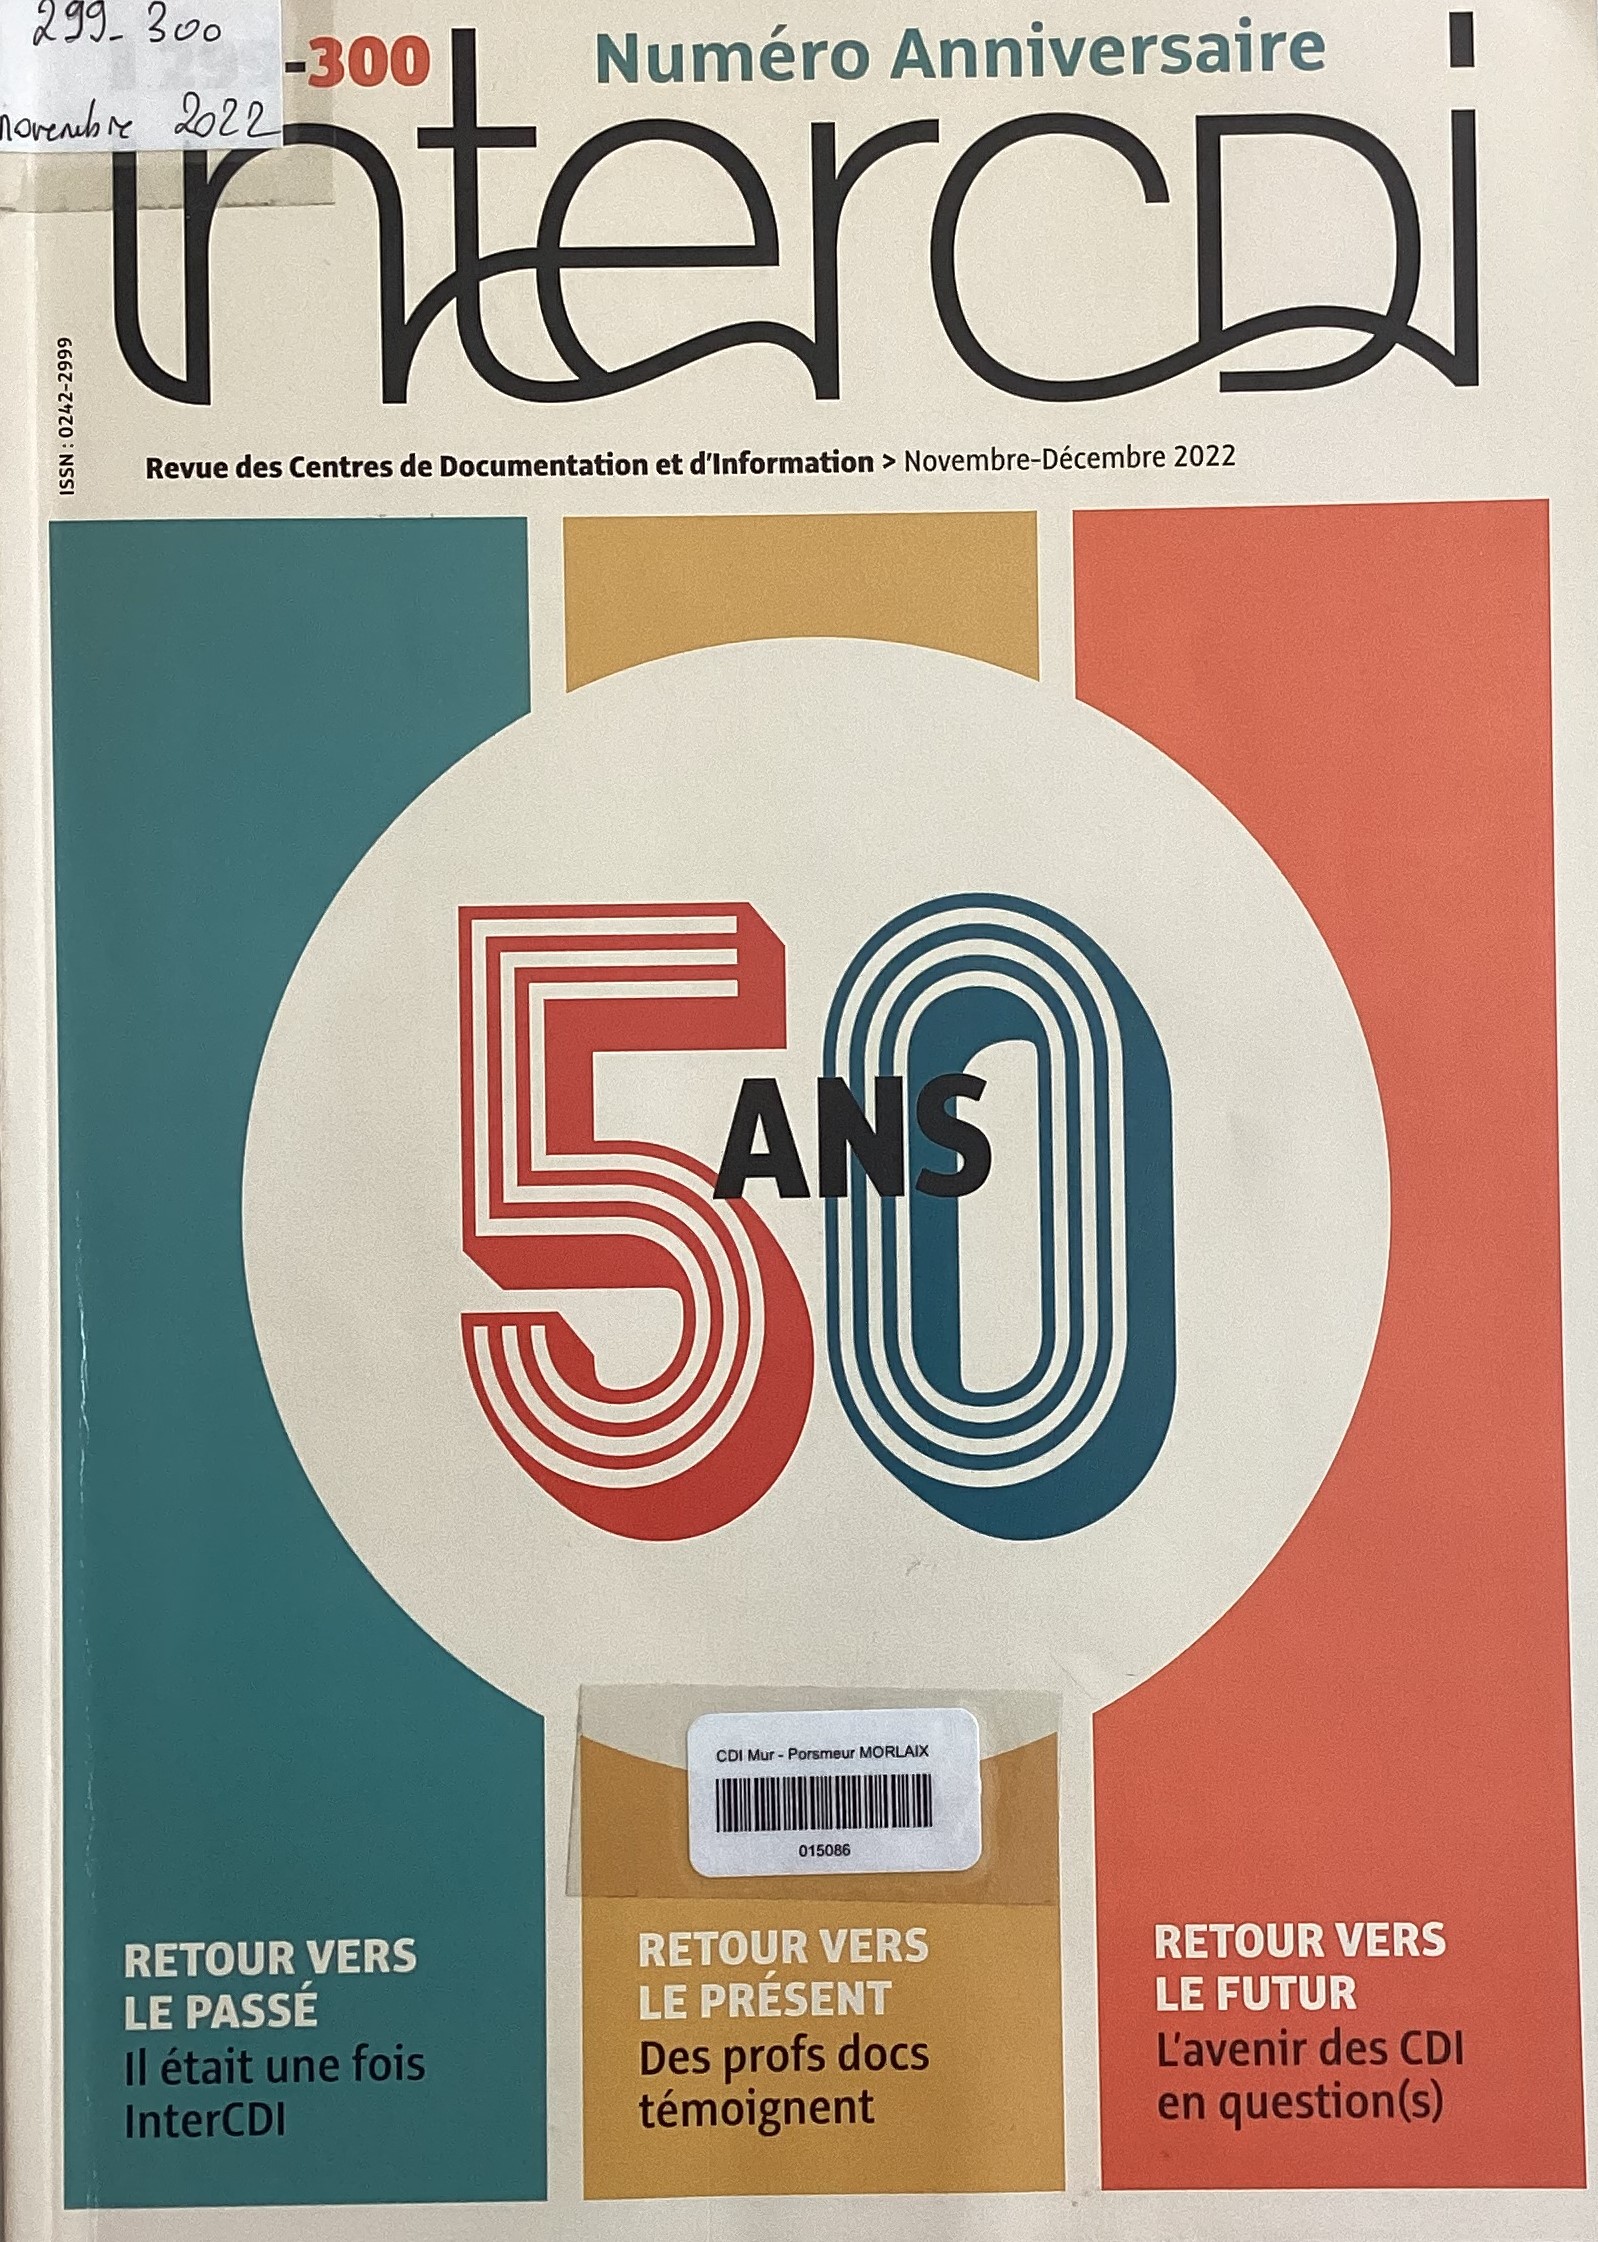 299-300
novembre 2022
-300
Numéro Anniversaire
intercDi
ISSN : 0242-2999
Revue des Centres de Documentation et d'Information > Novembre-Décembre 2022
50
ANS
CDI Mur - Porsmeur MORLAIX
015086
RETOUR VERS
LE PASSÉ
Il était une fois
InterCDI
RETOUR VERS
LE PRÉSENT
Des profs docs
témoignent
RETOUR VERS
LE FUTUR
L'avenir des CDI
en question(s)